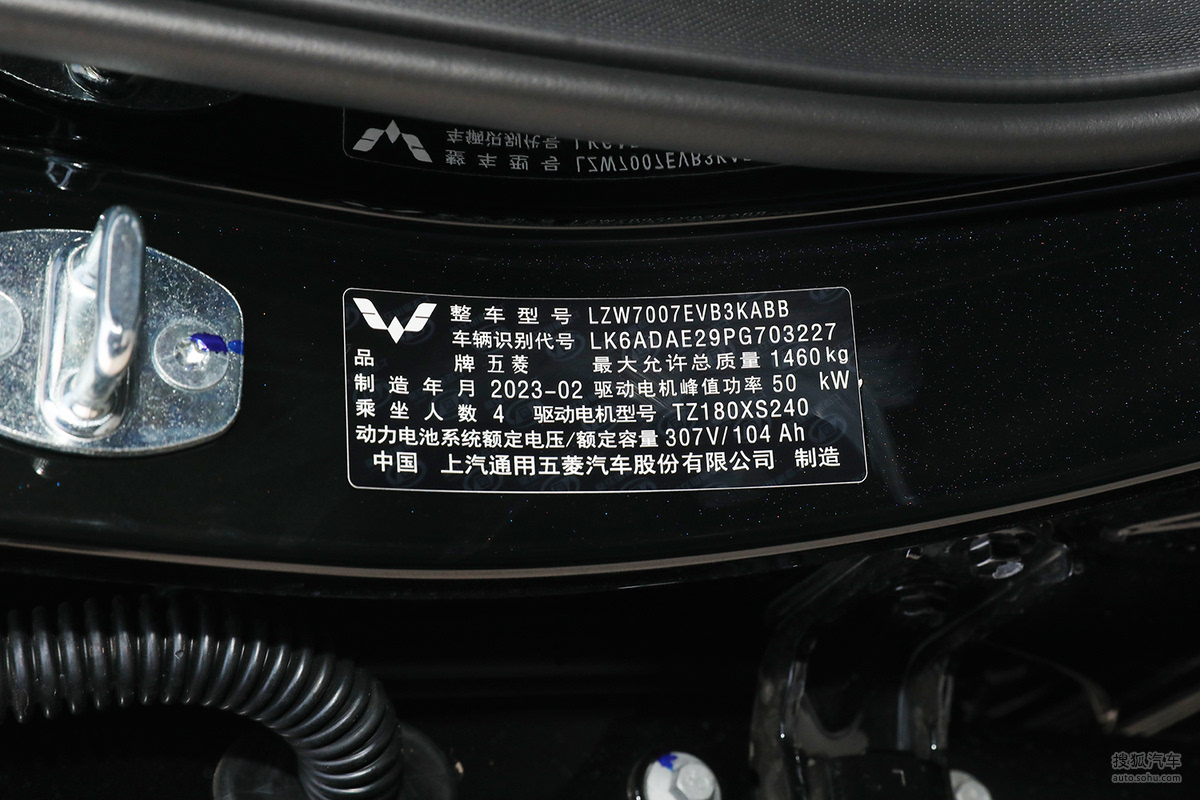 整车型号 LZW7007EVB3KABB
车辆识别代号 LK6ADAE29PG703227
品牌 五菱 最大允许总质量 1460kg
制造年月 2023-02 驱动电机峰值功率 50 kW
乘坐人数 4 驱动电机型号 TZ180XS240
动力电池系统额定电压/额定容量 307V/104Ah
中国 上汽通用五菱汽车股份有限公司 制造
搜狐汽车
auto.sohu.com